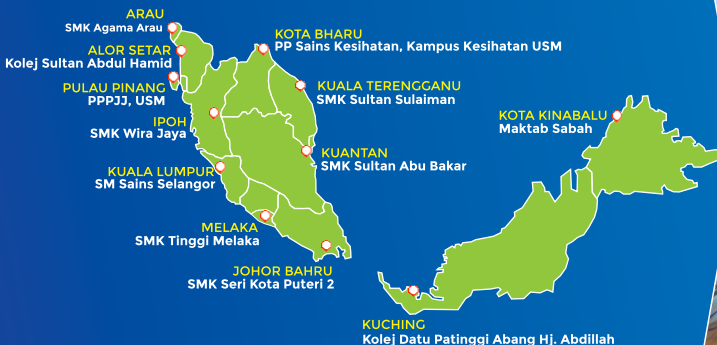 ARAU
SMK Agama Arau
ALOR SETAR
Kolej Sultan Abdul Hamid
PULAU PINANG
PPPJJ, USM
IPOH
SMK Wira Jaya
KUALA LUMPUR
SM Sains Selangor
MELAKA
SMK Tinggi Melaka
JOHOR BAHRU
SMK Seri Kota Puteri 2
KOTA BHARU
PP Sains Kesihatan, Kampus Kesihatan USM
KUALA TERENGGANU
SMK Sultan Sulaiman
KUANTAN
SMK Sultan Abu Bakar
KOTA KINABALU
Maktab Sabah
KUCHING
Kolej Datu Patinggi Abang Hj. Abdillah